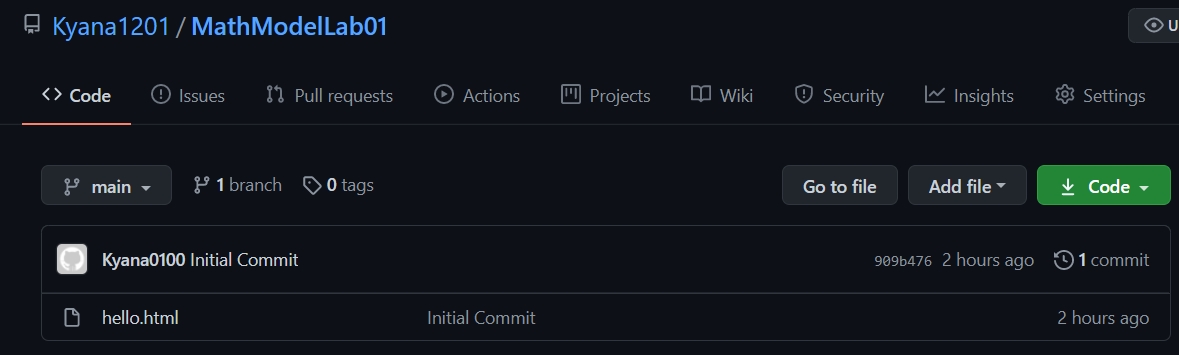 Kyana1201 / MathModelLab01
Code Issues Pull requests Actions Projects Wiki Security Insights Settings
main 1 branch 0 tags Go to file Add file Code
Kyana0100 Initial Commit 909b476 2 hours ago 1 commit
hello.html Initial Commit 2 hours ago